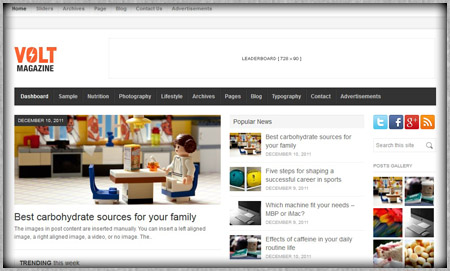 Home Sliders Archives Page Blog Contact Us Advertisements
VOLT
MAGAZINE
LEADERBOARD [ 728 × 90 ]
Dashboard Sample Nutrition Photography Lifestyle Archives Pages Blog Typography Contact Advertisements
DECEMBER 10, 2011
Best carbohydrate sources for your family
The images in post content are inserted manually. You can insert a left aligned
image, a right aligned image, a video, or no image. The .
TRENDING this week
Popular News
Best carbohydrate sources for
your family
DECEMBER 10, 2011
Five steps for shaping a
successful career in sports
DECEMBER 9, 2011
Which machine fit your needs –
MBP or iMac?
DECEMBER 9, 2011
Effects of caffeine in your daily
routine life
DECEMBER 9, 2011
Search this site
POSTS GALLERY